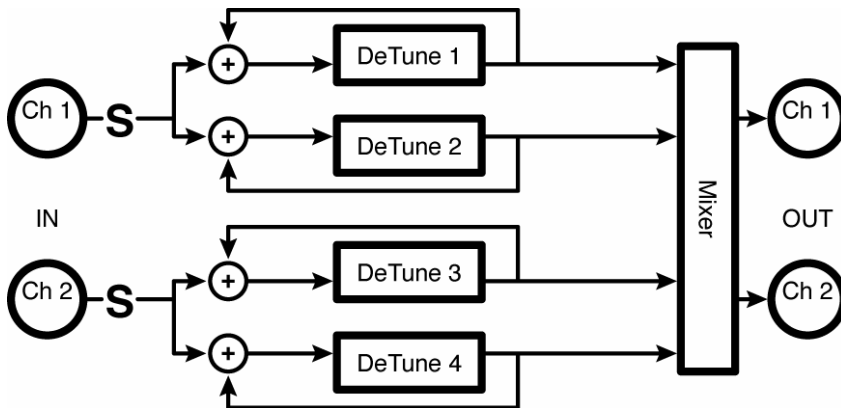 DeTune 1
Ch 1
S
DeTune 2
Ch 1
IN
Mixer
OUT
DeTune 3
Ch 2
S
DeTune 4
Ch 2
+
+
+
+